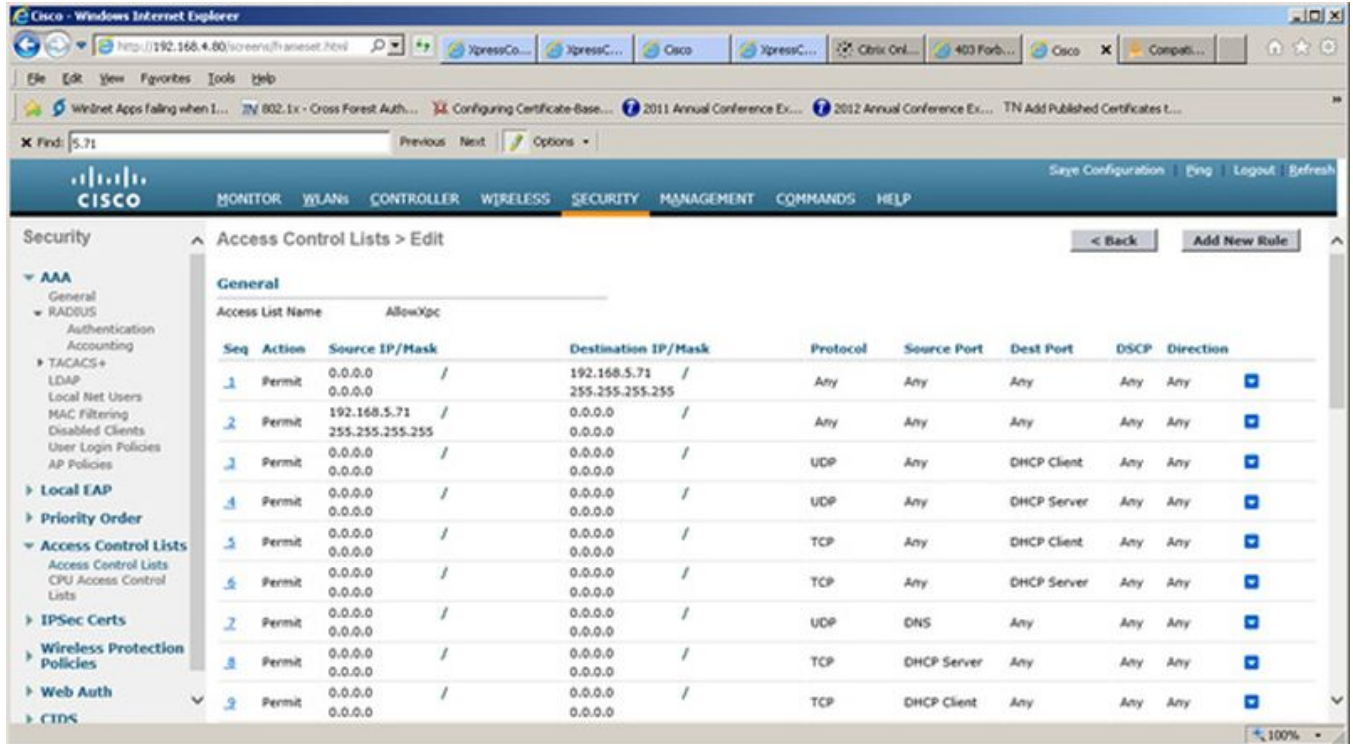 Cisco - Windows Internet Explorer
http://192.168.4.80/screens/frameset.html
XpressCo... XpressC... Cisco XpressC... Citrix Onl... 403 Forb... Cisco Compati...
File Edit View Favorites Tools Help
WinInet Apps failing when I... 802.1x - Cross Forest Auth... Configuring Certificate-Base... 2011 Annual Conference Ex... 2012 Annual Conference Ex... TN Add Published Certificates t...
Find: 5.71 Previous Next Options
Save Configuration Ping Logout Refresh
CISCO
MONITOR WLANs CONTROLLER WIRELESS SECURITY MANAGEMENT COMMANDS HELP
Security
AAA
General
RADIUS
Authentication
Accounting
TACACS+
LDAP
Local Net Users
MAC Filtering
Disabled Clients
User Login Policies
AP Policies
Local EAP
Priority Order
Access Control Lists
Access Control Lists
CPU Access Control
Lists
IPSec Certs
Wireless Protection
Policies
Web Auth
CIDS
Access Control Lists > Edit
< Back Add New Rule
General
Access List Name AllowXpc
Seq Action Source IP/Mask Destination IP/Mask Protocol Source Port Dest Port DSCP Direction
1 Permit 0.0.0.0 / 192.168.5.71 / Any Any Any Any Any
0.0.0.0 255.255.255.255
2 Permit 192.168.5.71 / 0.0.0.0 / Any Any Any Any Any
255.255.255.255 0.0.0.0
3 Permit 0.0.0.0 / 0.0.0.0 / UDP Any DHCP Client Any Any
0.0.0.0 0.0.0.0
4 Permit 0.0.0.0 / 0.0.0.0 / UDP Any DHCP Server Any Any
0.0.0.0 0.0.0.0
5 Permit 0.0.0.0 / 0.0.0.0 / TCP Any DHCP Client Any Any
0.0.0.0 0.0.0.0
6 Permit 0.0.0.0 / 0.0.0.0 / TCP Any DHCP Server Any Any
0.0.0.0 0.0.0.0
7 Permit 0.0.0.0 / 0.0.0.0 / UDP DNS Any Any Any
0.0.0.0 0.0.0.0
8 Permit 0.0.0.0 / 0.0.0.0 / TCP DHCP Server Any Any Any
0.0.0.0 0.0.0.0
9 Permit 0.0.0.0 / 0.0.0.0 / TCP DHCP Client Any Any Any
0.0.0.0 0.0.0.0
100%